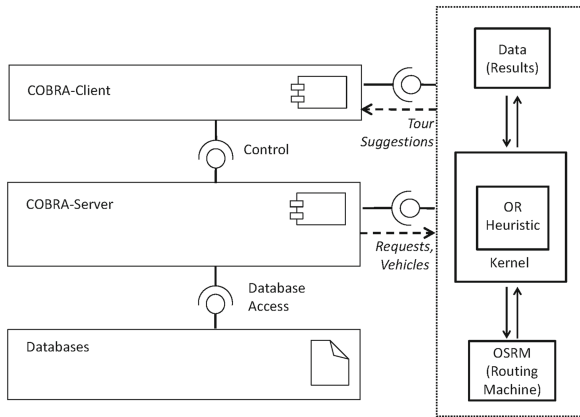 COBRA-Client
Tour
Suggestions
Control
COBRA-Server
Requests,
Vehicles
Database
Access
Databases
Data
(Results)
OR
Heuristic
Kernel
OSRM
(Routing
Machine)